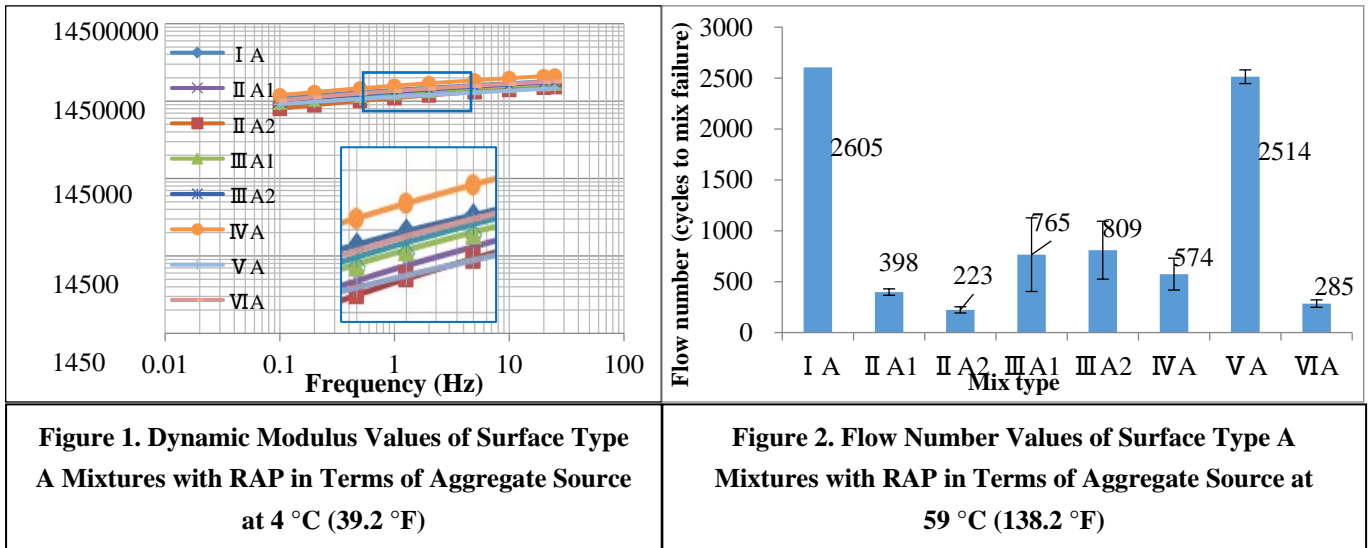 14500000
1450000
145000
14500
1450
Ⅰ A
Ⅱ A1
Ⅱ A2
Ⅲ A1
Ⅲ A2
Ⅳ A
Ⅴ A
Ⅵ A
0.01 0.1 1 10 100
Frequency (Hz)
Flow number (cycles to mix failure)
3000
2500
2000
1500
1000
500
0
2605
398
223
765
809
574
2514
285
Ⅰ A Ⅱ A1 Ⅱ A2 Ⅲ A1 Ⅲ A2 Ⅳ A Ⅴ A Ⅵ A
Mix type
Figure 1. Dynamic Modulus Values of Surface Type
A Mixtures with RAP in Terms of Aggregate Source
at 4 °C (39.2 °F)
Figure 2. Flow Number Values of Surface Type A
Mixtures with RAP in Terms of Aggregate Source at
59 °C (138.2 °F)